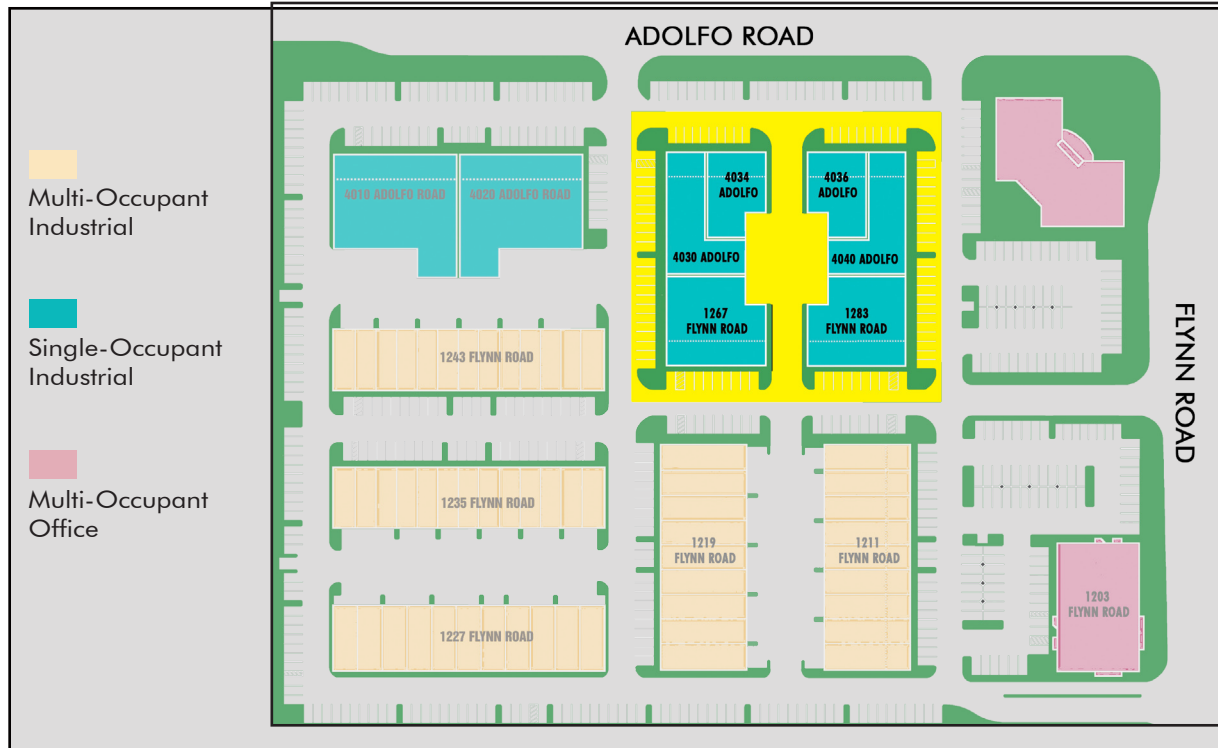 ADOLFO ROAD
Multi-Occupant
Industrial
Single-Occupant
Industrial
Multi-Occupant
Office
4010 ADOLFO ROAD
4020 ADOLFO ROAD
4034
ADOLFO
4036
ADOLFO
4030 ADOLFO
4040 ADOLFO
1267
FLYNN ROAD
1283
FLYNN ROAD
FLYNN ROAD
1243 FLYNN ROAD
1235 FLYNN ROAD
1227 FLYNN ROAD
1219
FLYNN ROAD
1211
FLYNN ROAD
1203
FLYNN ROAD